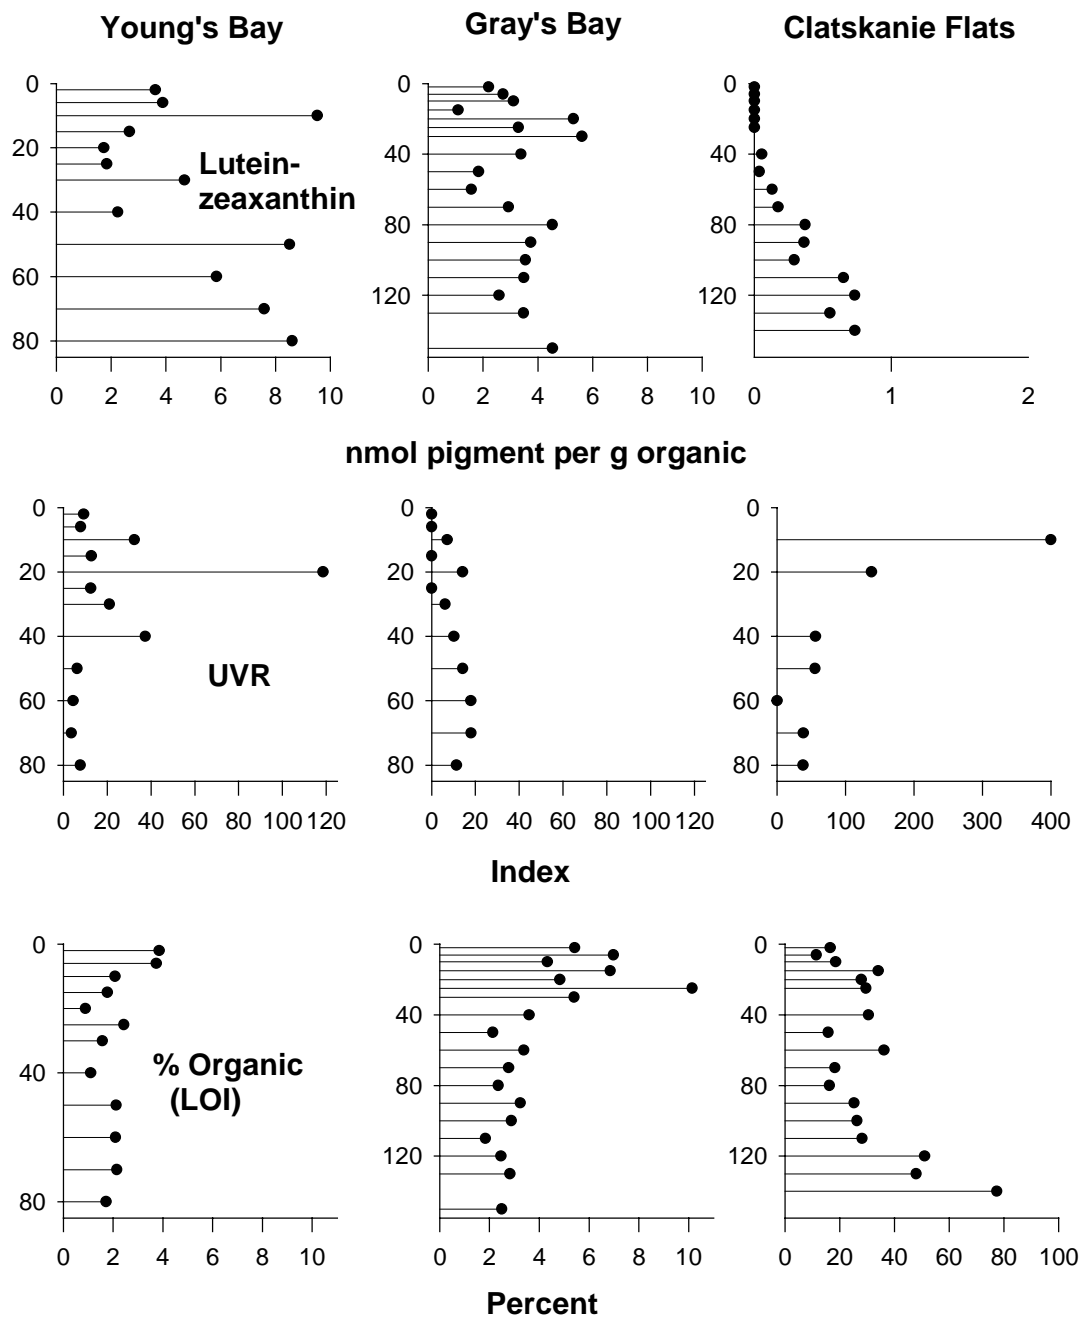 Young's Bay Gray's Bay Clatskanie Flats
0 0 0
20 40 40
40 80 80
60 120 120
80
Lutein-
zeaxanthin
0 2 4 6 8 10 0 2 4 6 8 10 0 1 2
nmol pigment per g organic
0 0 0
20 20 20
40 40 40
60 60 60
80 80 80
UVR
0 20 40 60 80 100 120 0 20 40 60 80 100 120 0 100 200 300 400
Index
0 0 0
40 40 40
80 80 80
120 120
% Organic
(LOI)
0 2 4 6 8 10 0 2 4 6 8 10 0 20 40 60 80 100
Percent